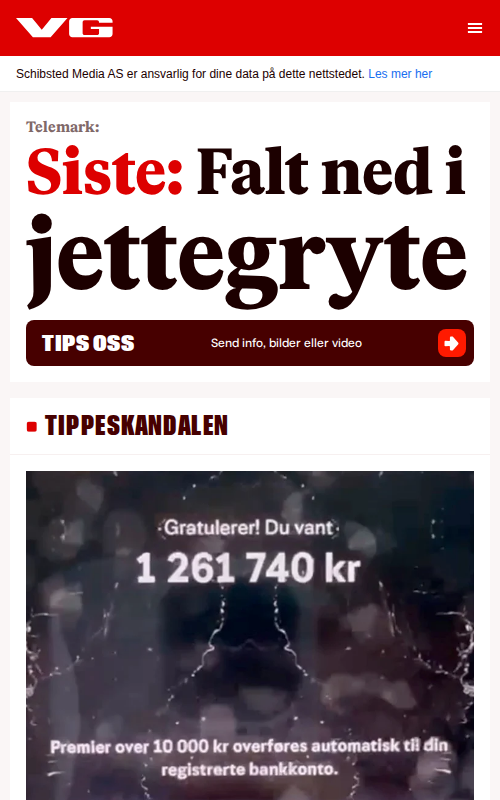 VG
Schibsted Media AS er ansvarlig for dine data på dette nettstedet. Les mer her
Telemark:
Siste: Falt ned i
jettegryte
TIPS OSS
Send info, bilder eller video
TIPPESKANDALEN
Gratulerer! Du vant
1 261 740 kr
Premier over 10 000 kr overføres automatisk til din
registrerte bankkonto.